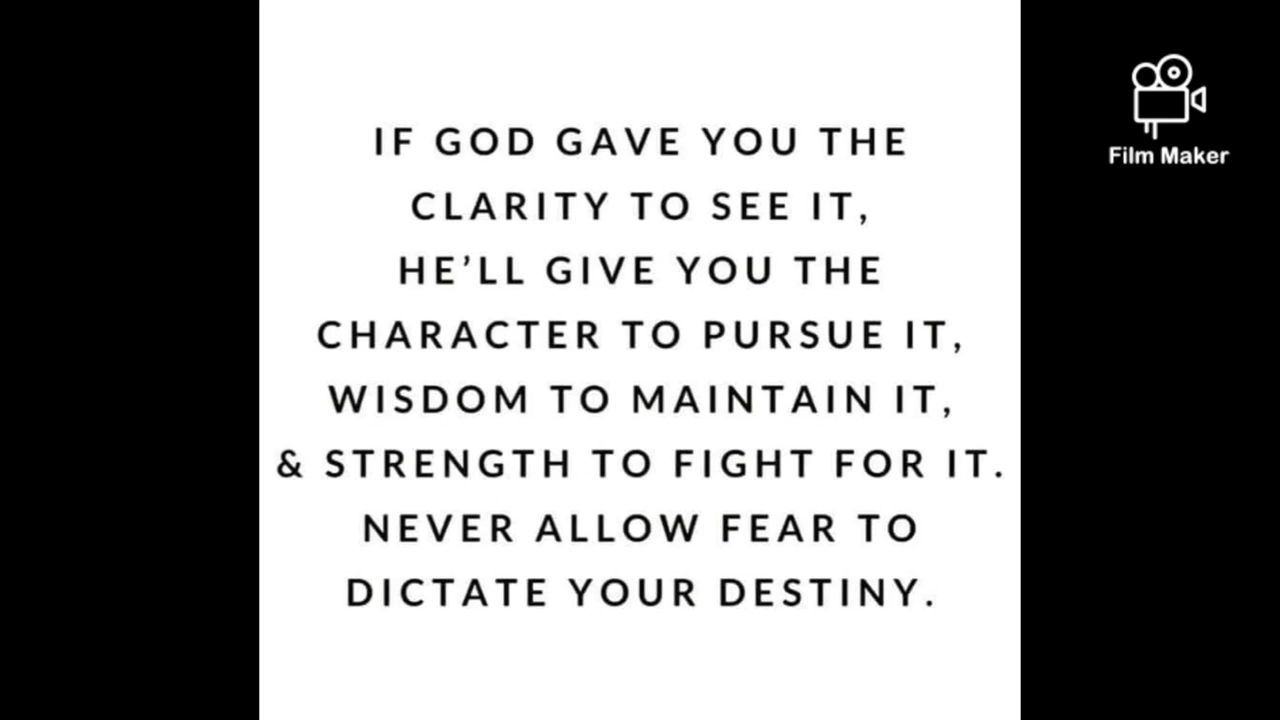 IF GOD GAVE YOU THE
CLARITY TO SEE IT,
HE’LL GIVE YOU THE
CHARACTER TO PURSUE IT,
WISDOM TO MAINTAIN IT,
& STRENGTH TO FIGHT FOR IT.
NEVER ALLOW FEAR TO
DICTATE YOUR DESTINY.
Film Maker